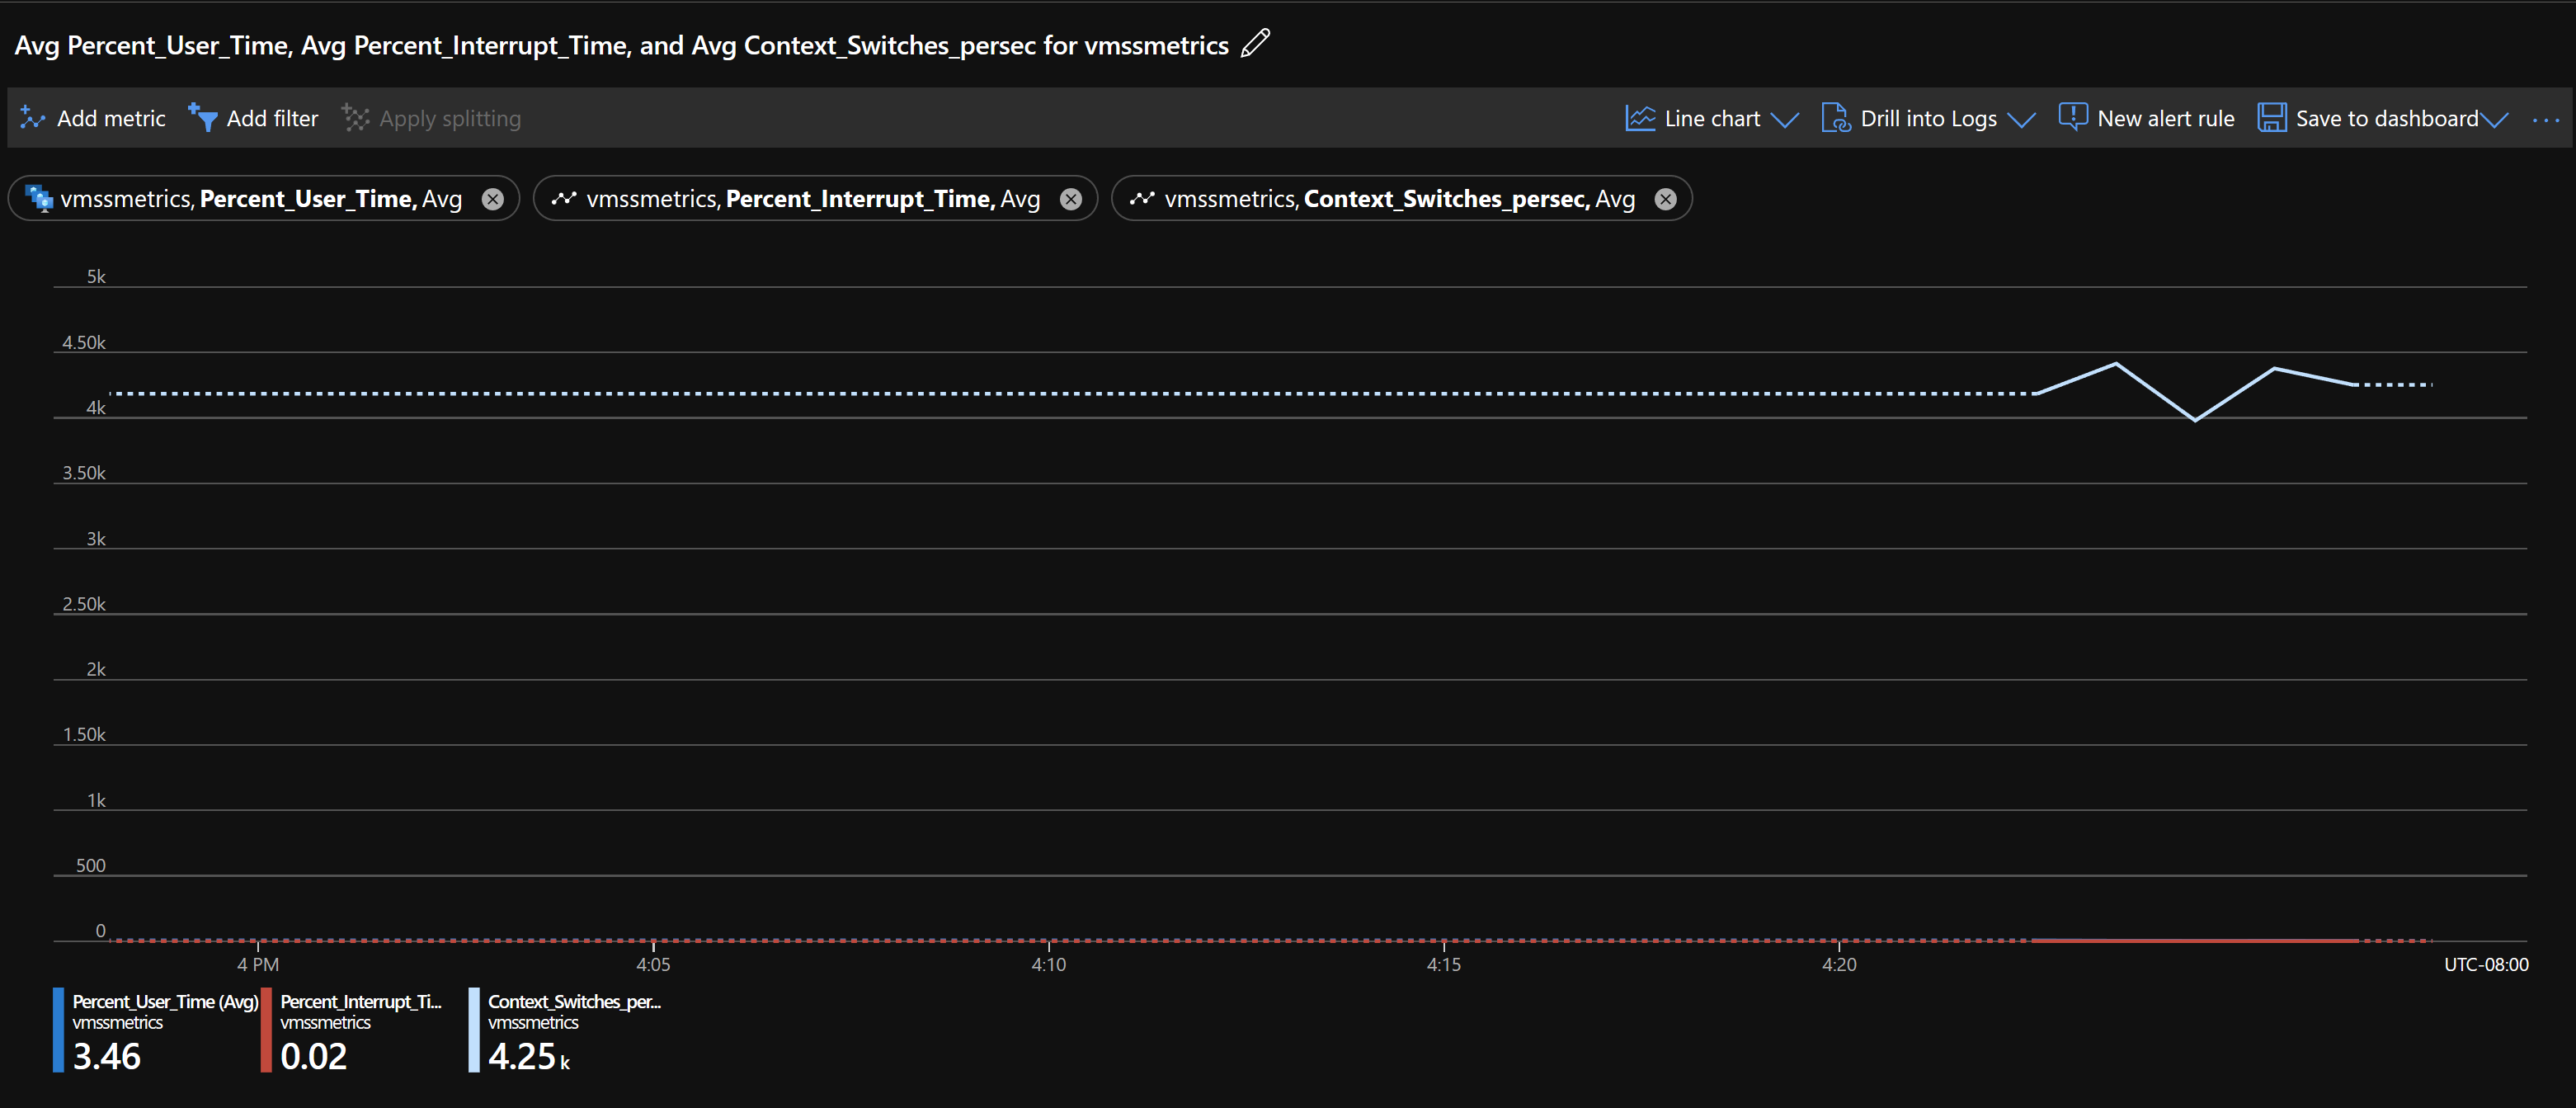 Avg Percent_User_Time, Avg Percent_Interrupt_Time, and Avg Context_Switches_persec for vmssmetrics
Add metric Add filter Apply splitting Line chart Drill into Logs New alert rule Save to dashboard ...
vmssmetrics, Percent_User_Time, Avg vmssmetrics, Percent_Interrupt_Time, Avg vmssmetrics, Context_Switches_persec, Avg
5k
4.50k
4k
3.50k
3k
2.50k
2k
1.50k
1k
500
0
4 PM 4:05 4:10 4:15 4:20 UTC-08:00
Percent_User_Time (Avg) Percent_Interrupt_Ti... Context_Switches_per...
vmssmetrics vmssmetrics vmssmetrics
3.46 0.02 4.25 k